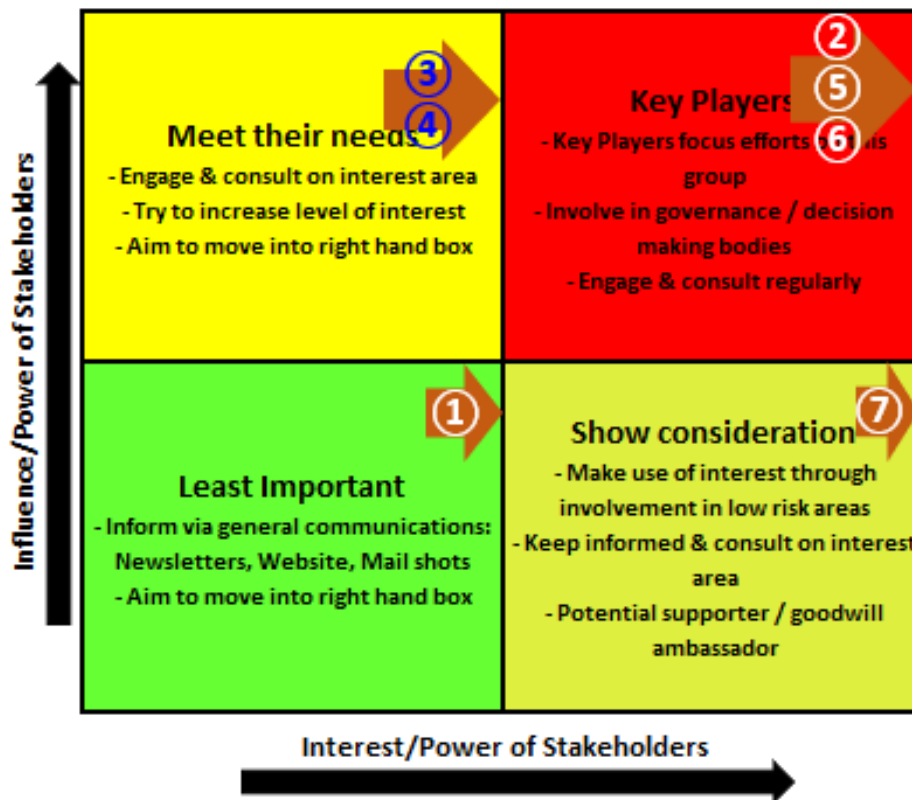 Influence/Power of Stakeholders
③
④
Meet their needs
- Engage & consult on interest area
- Try to increase level of interest
- Aim to move into right hand box
②
⑤
⑥
Key Players
- Key Players focus efforts this
group
- Involve in governance / decision
making bodies
- Engage & consult regularly
①
Least Important
- Inform via general communications:
Newsletters, Website, Mail shots
- Aim to move into right hand box
⑦
Show consideration
- Make use of interest through
involvement in low risk areas
- Keep informed & consult on interest
area
- Potential supporter / goodwill
ambassador
Interest/Power of Stakeholders